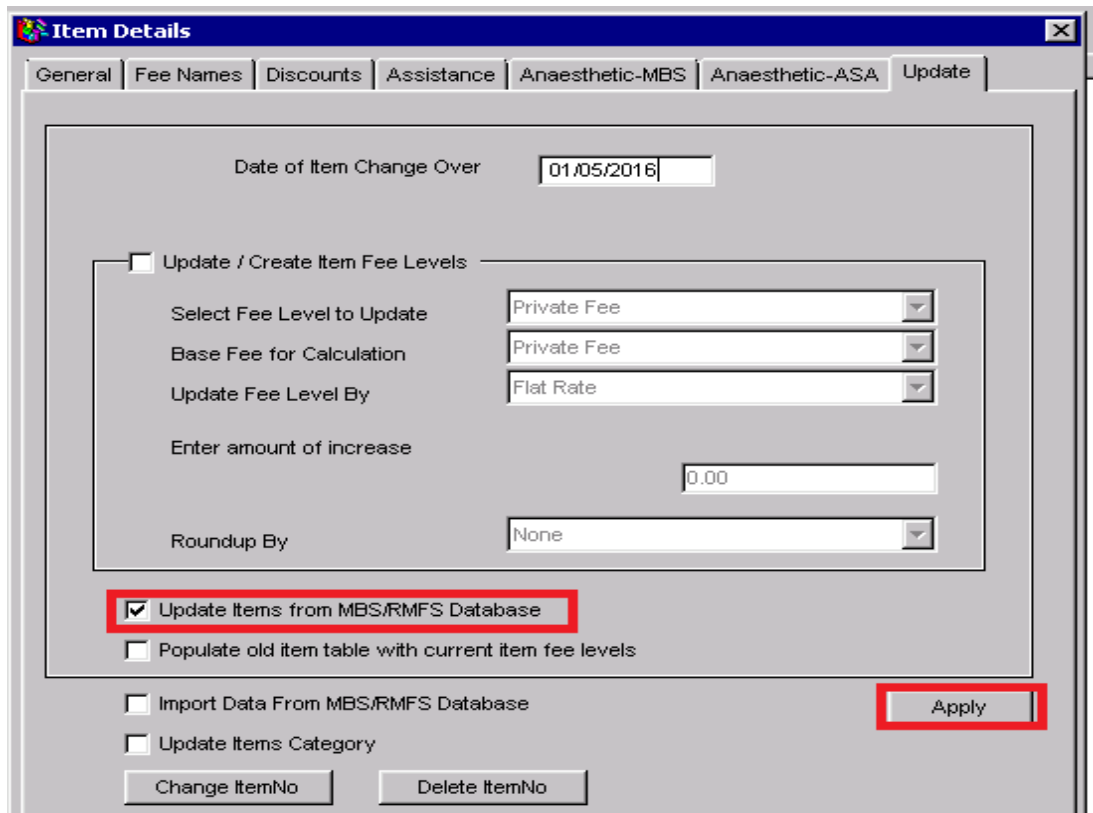 Item Details
General Fee Names Discounts Assistance Anaesthetic-MBS Anaesthetic-ASA Update
Date of Item Change Over 01/05/2016
Update / Create Item Fee Levels
Select Fee Level to Update Private Fee
Base Fee for Calculation Private Fee
Update Fee Level By Flat Rate
Enter amount of increase
0.00
Roundup By None
Update Items from MBS/RMFS Database
Populate old item table with current item fee levels
Import Data From MBS/RMFS Database
Apply
Update Items Category
Change ItemNo Delete ItemNo